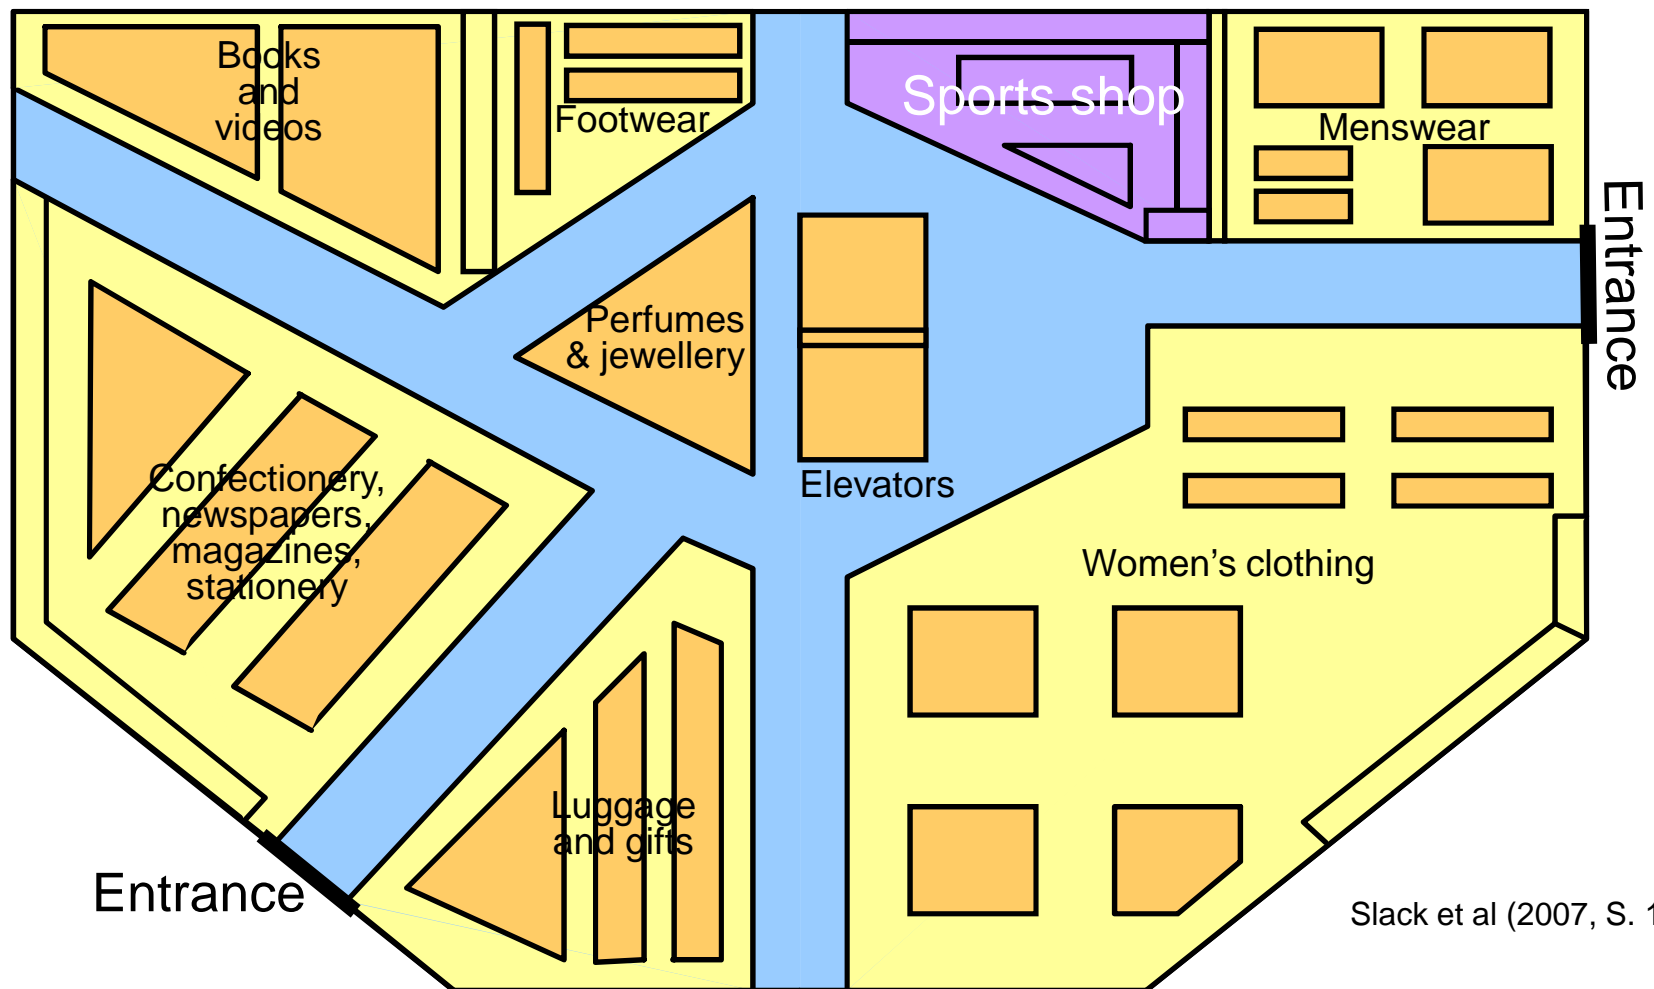 Books
and
videos
Footwear
Sports shop
Menswear
Entrance
Perfumes
& jewellery
Elevators
Confectionery,
newspapers,
magazines,
stationery
Women’s clothing
Luggage
and gifts
Entrance
Slack et al (2007, S. 1